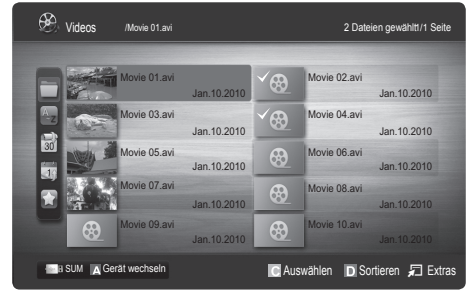 Videos /Movie 01.avi 2 Dateien gewählt1/1 Seite
Movie 01.avi Movie 02.avi
Jan.10.2010 Jan.10.2010
Movie 03.avi Movie 04.avi
Jan.10.2010 Jan.10.2010
30
Movie 05.avi Movie 06.avi
Jan.10.2010 Jan.10.2010
1
Movie 07.avi Movie 08.avi
Jan.10.2010 Jan.10.2010
Movie 09.avi Movie 10.avi
Jan.10.2010 Jan.10.2010
SUM A Gerät wechseln C Auswählen D Sortieren Extras